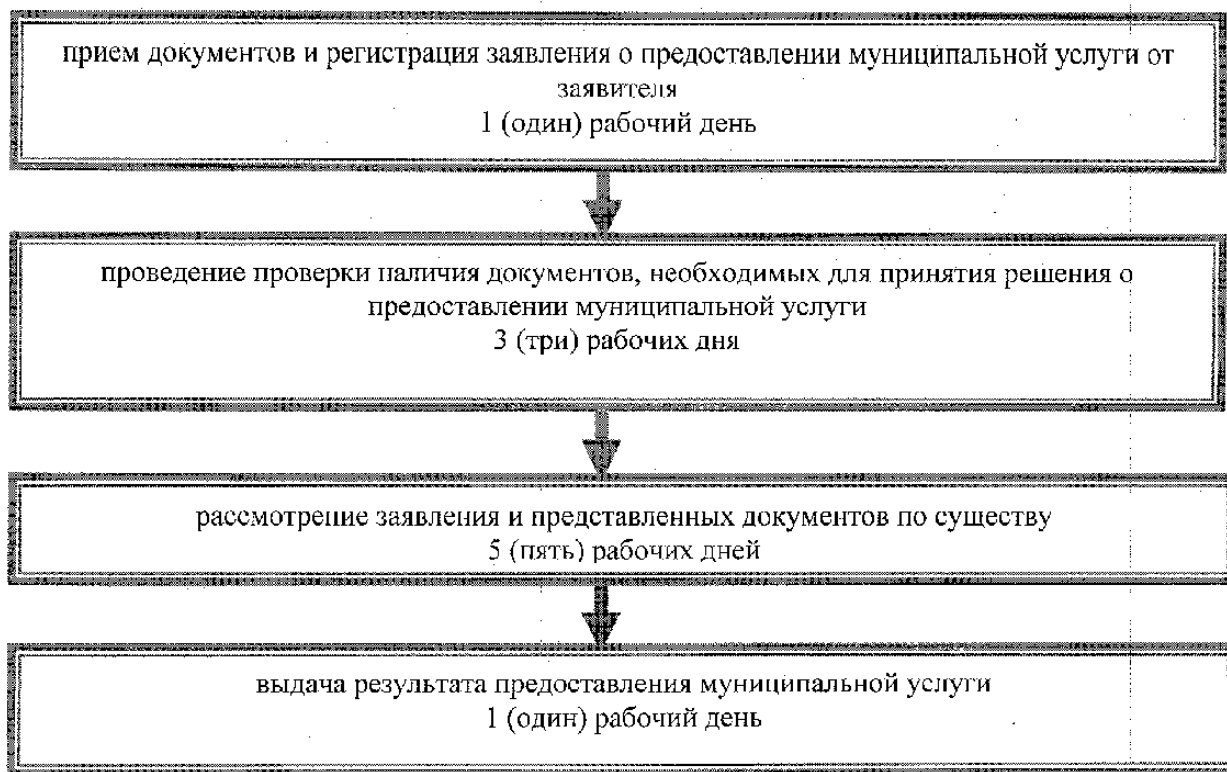 прием документов и регистрация заявления о предоставлении муниципальной услуги от
заявителя
1 (один) рабочий день
проведение проверки наличия документов, необходимых для принятия решения о
предоставлении муниципальной услуги
3 (три) рабочих дня
рассмотрение заявления и представленных документов по существу
5 (пять) рабочих дней
выдача результата предоставления муниципальной услуги
1 (один) рабочий день